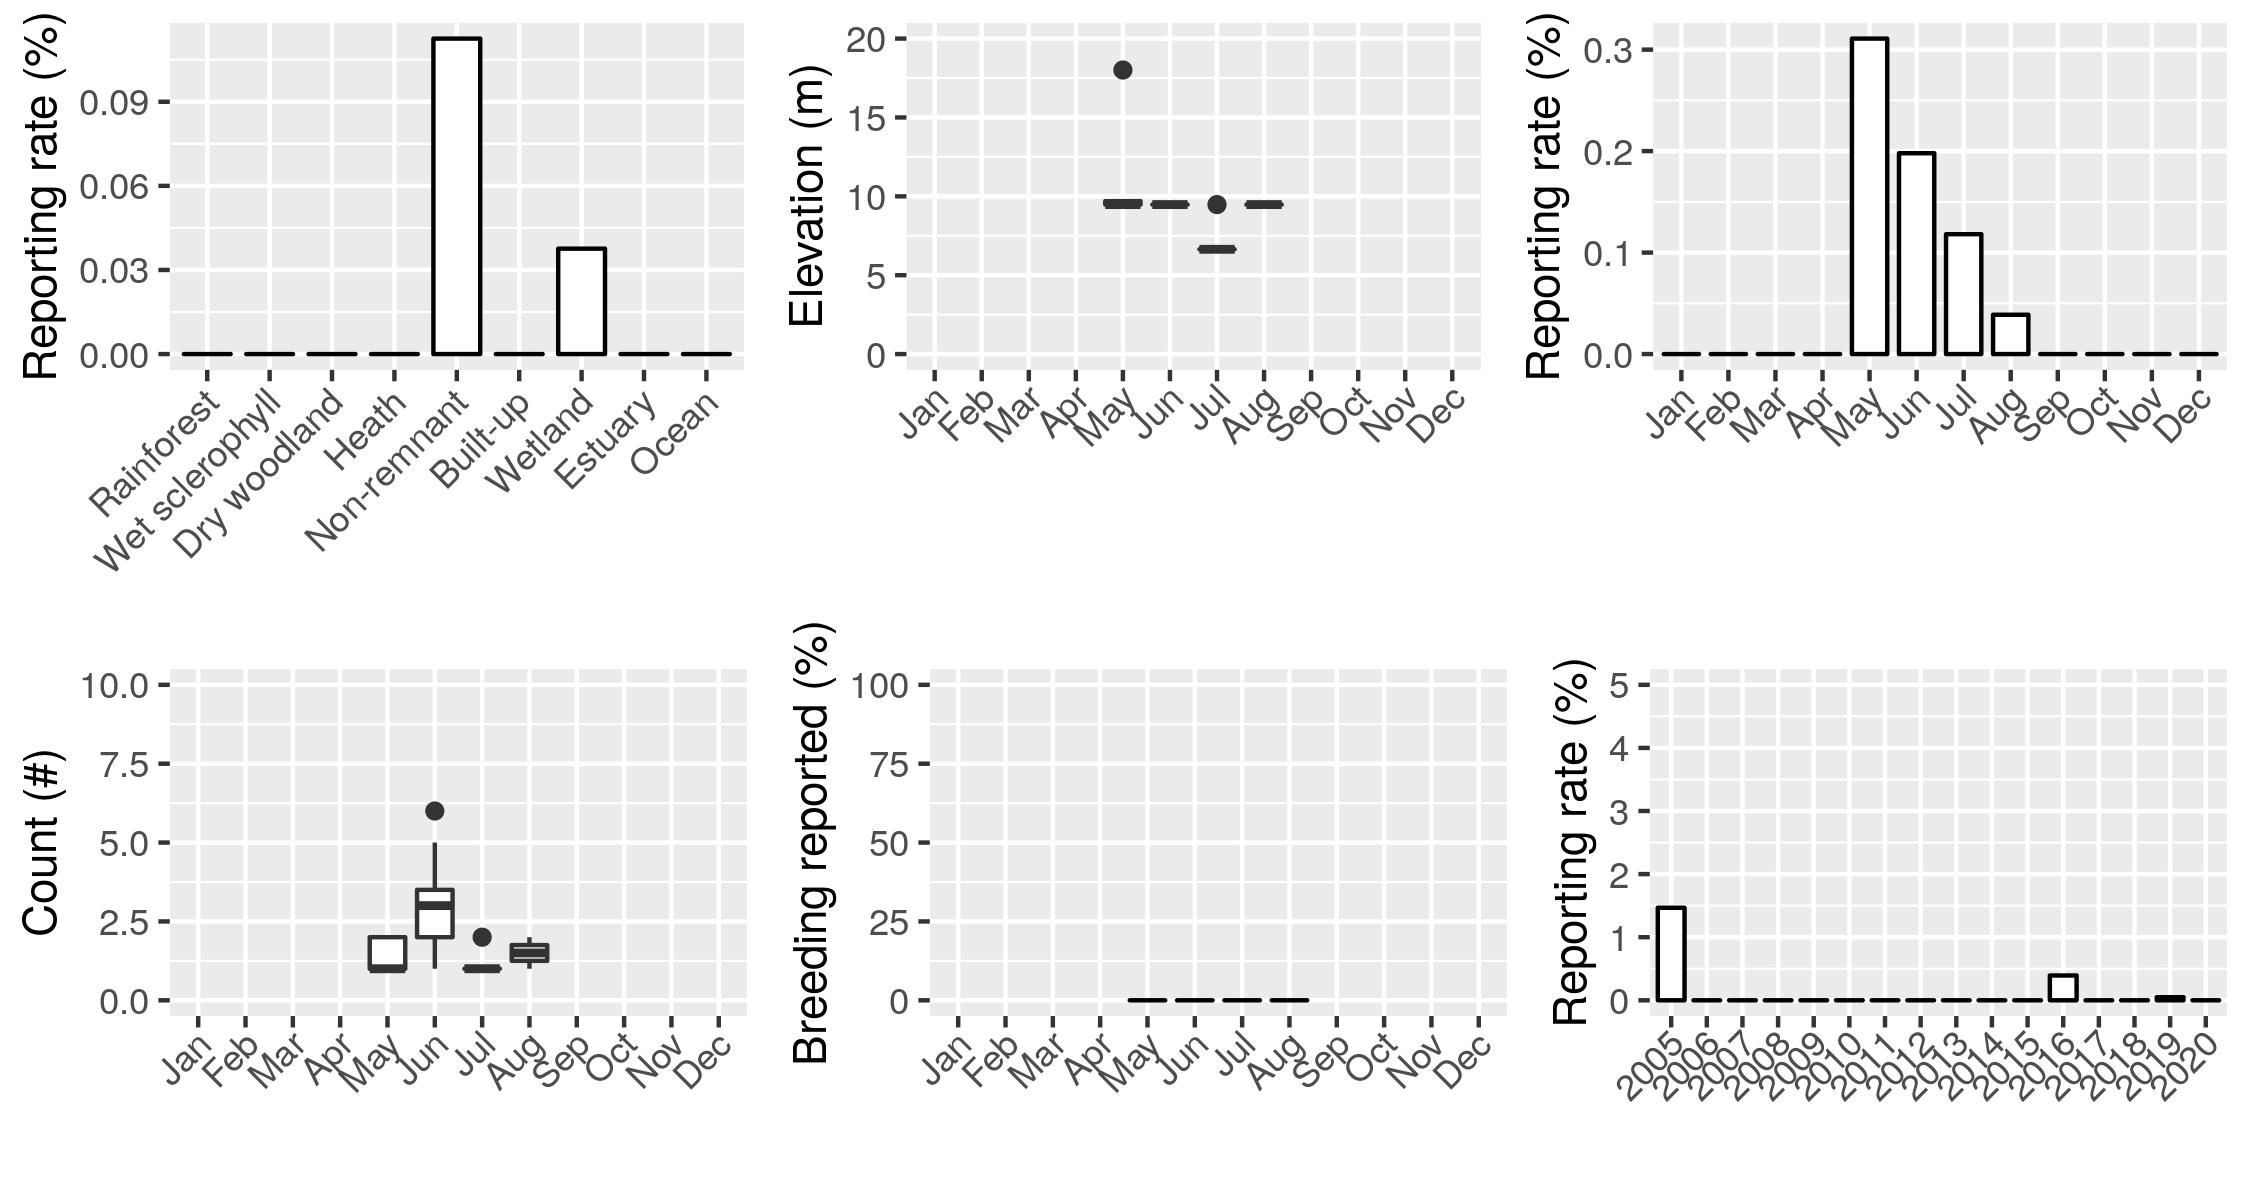 Reporting rate (%)
0.09
0.06
0.03
0.00
Rainforest
Wet sclerophyll
Dry woodland
Heath
Non-remnant
Built-up
Wetland
Estuary
Ocean
Elevation (m)
20
15
10
5
0
Jan
Feb
Mar
Apr
May
Jun
Jul
Aug
Sep
Oct
Nov
Dec
Reporting rate (%)
0.3
0.2
0.1
0.0
Jan
Feb
Mar
Apr
May
Jun
Jul
Aug
Sep
Oct
Nov
Dec
Count (#)
10.0
7.5
5.0
2.5
0.0
Jan
Feb
Mar
Apr
May
Jun
Jul
Aug
Sep
Oct
Nov
Dec
Breeding reported (%)
100
75
50
25
0
Jan
Feb
Mar
Apr
May
Jun
Jul
Aug
Sep
Oct
Nov
Dec
Reporting rate (%)
5
4
3
2
1
0
2005
2006
2007
2008
2009
2010
2011
2012
2013
2014
2015
2016
2017
2018
2019
2020